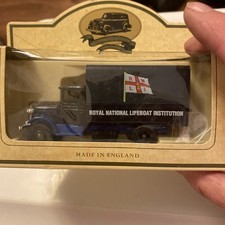 R N
L I
ROYAL NATIONAL LIFEBOAT INSTITUTION
MADE IN ENGLAND